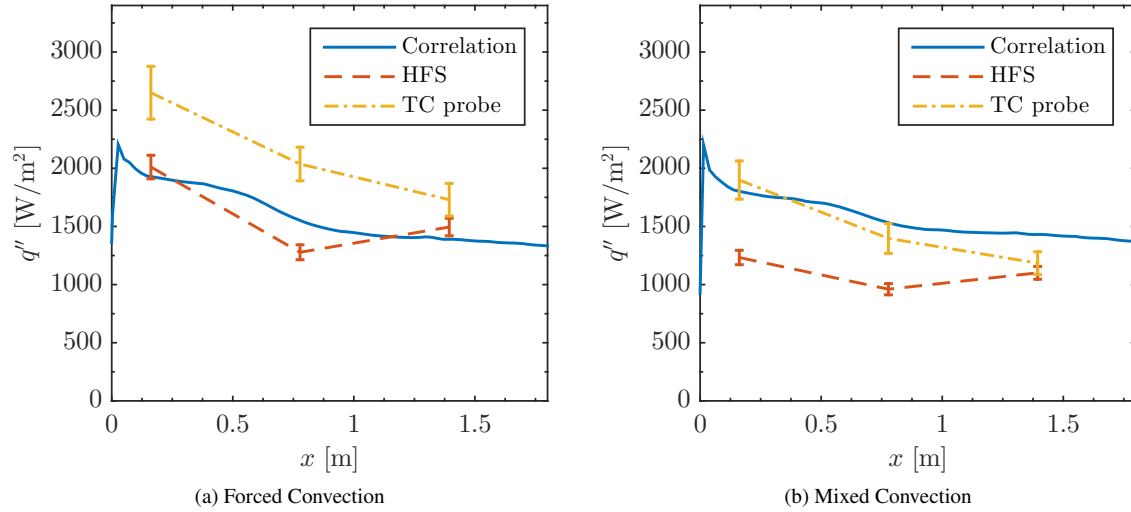 3000
2500
2000
1500
1000
500
0
q″ [W/m²]
Correlation
HFS
TC probe
0
0.5
1
1.5
x [m]
(a) Forced Convection
3000
2500
2000
1500
1000
500
0
q″ [W/m²]
Correlation
HFS
TC probe
0
0.5
1
1.5
x [m]
(b) Mixed Convection